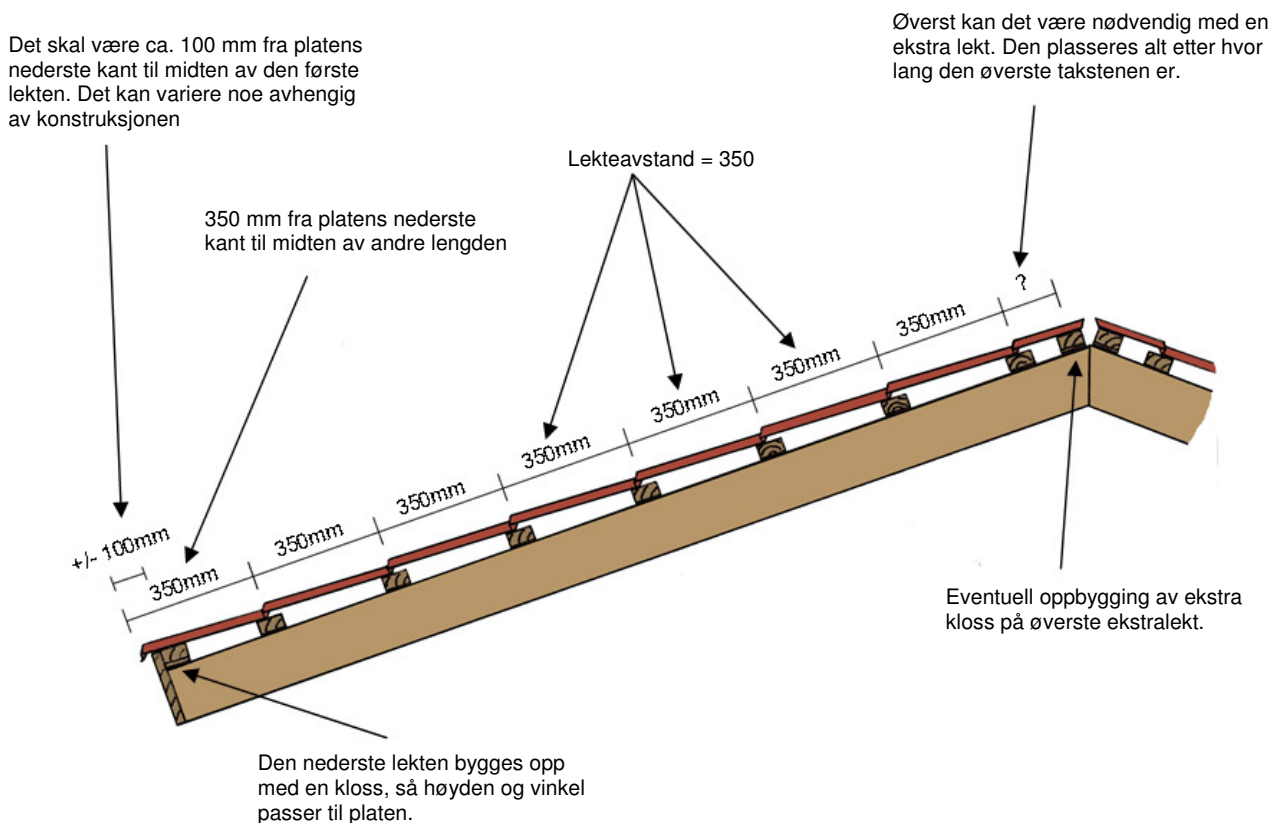 Det skal være ca. 100 mm fra platens
nederste kant til midten av den første
lekten. Det kan variere noe avhengig
av konstruksjonen
Øverst kan det være nødvendig med en
ekstra lekt. Den plasseres alt etter hvor
lang den øverste takstenen er.
Lekteavstand = 350
350 mm fra platens nederste
kant til midten av andre lengden
+/- 100mm
350mm
350mm
350mm
350mm
350mm
350mm
350mm
?
Eventuell oppbygging av ekstra
kloss på øverste ekstralekt.
Den nederste lekten bygges opp
med en kloss, så høyden og vinkel
passer til platen.